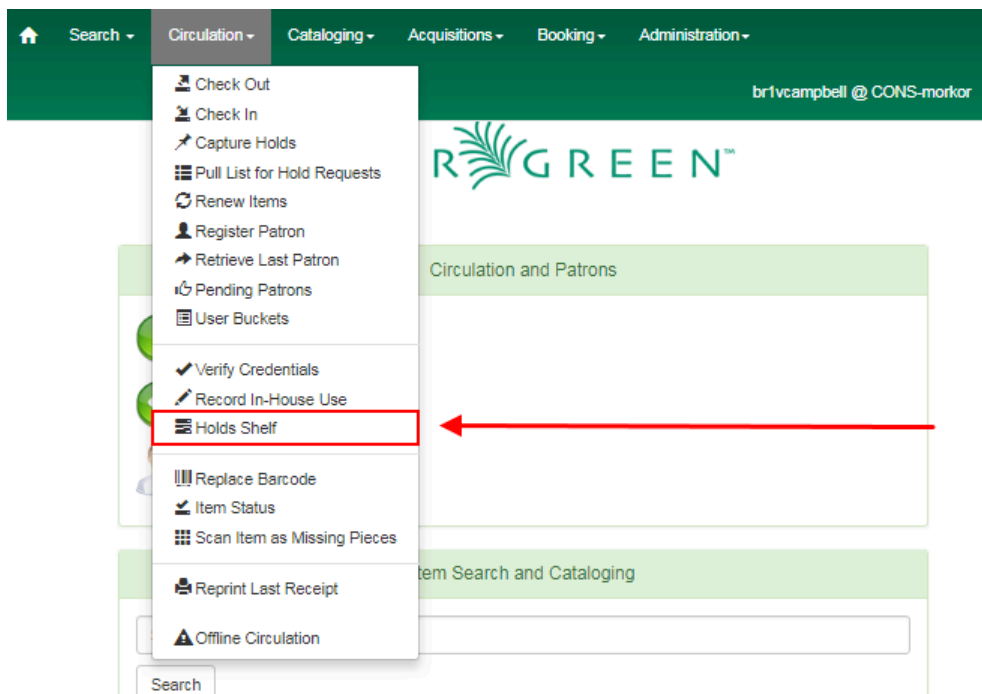 Search Circulation Cataloging Acquisitions Booking Administration
br1vcampbell @ CONS-morkor
Check Out
Check In
Capture Holds
Pull List for Hold Requests
Renew Items
Register Patron
Retrieve Last Patron
Pending Patrons
User Buckets
Verify Credentials
Record In-House Use
Holds Shelf
Replace Barcode
Item Status
Scan Item as Missing Pieces
Reprint Last Receipt
Offline Circulation
R GREEN™
Circulation and Patrons
tem Search and Cataloging
Search